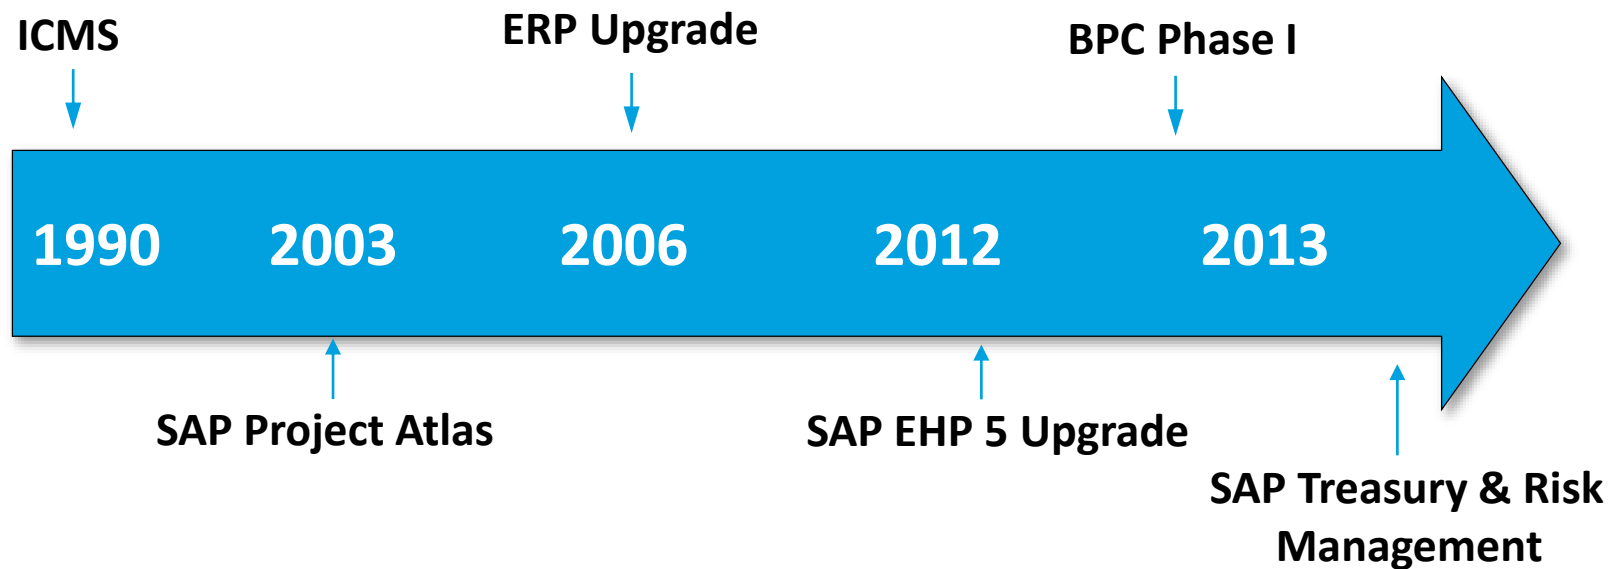 ICMS
ERP Upgrade
BPC Phase I
1990
2003
2006
2012
2013
SAP Project Atlas
SAP EHP 5 Upgrade
SAP Treasury & Risk
Management